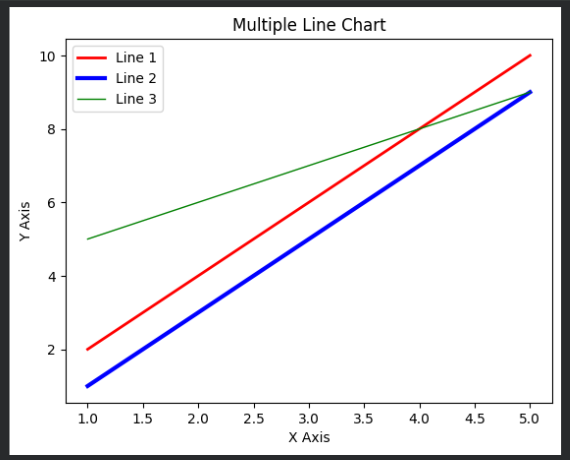 Multiple Line Chart
Line 1
Line 2
Line 3
10
8
6
4
2
Y Axis
1.0 1.5 2.0 2.5 3.0 3.5 4.0 4.5 5.0
X Axis